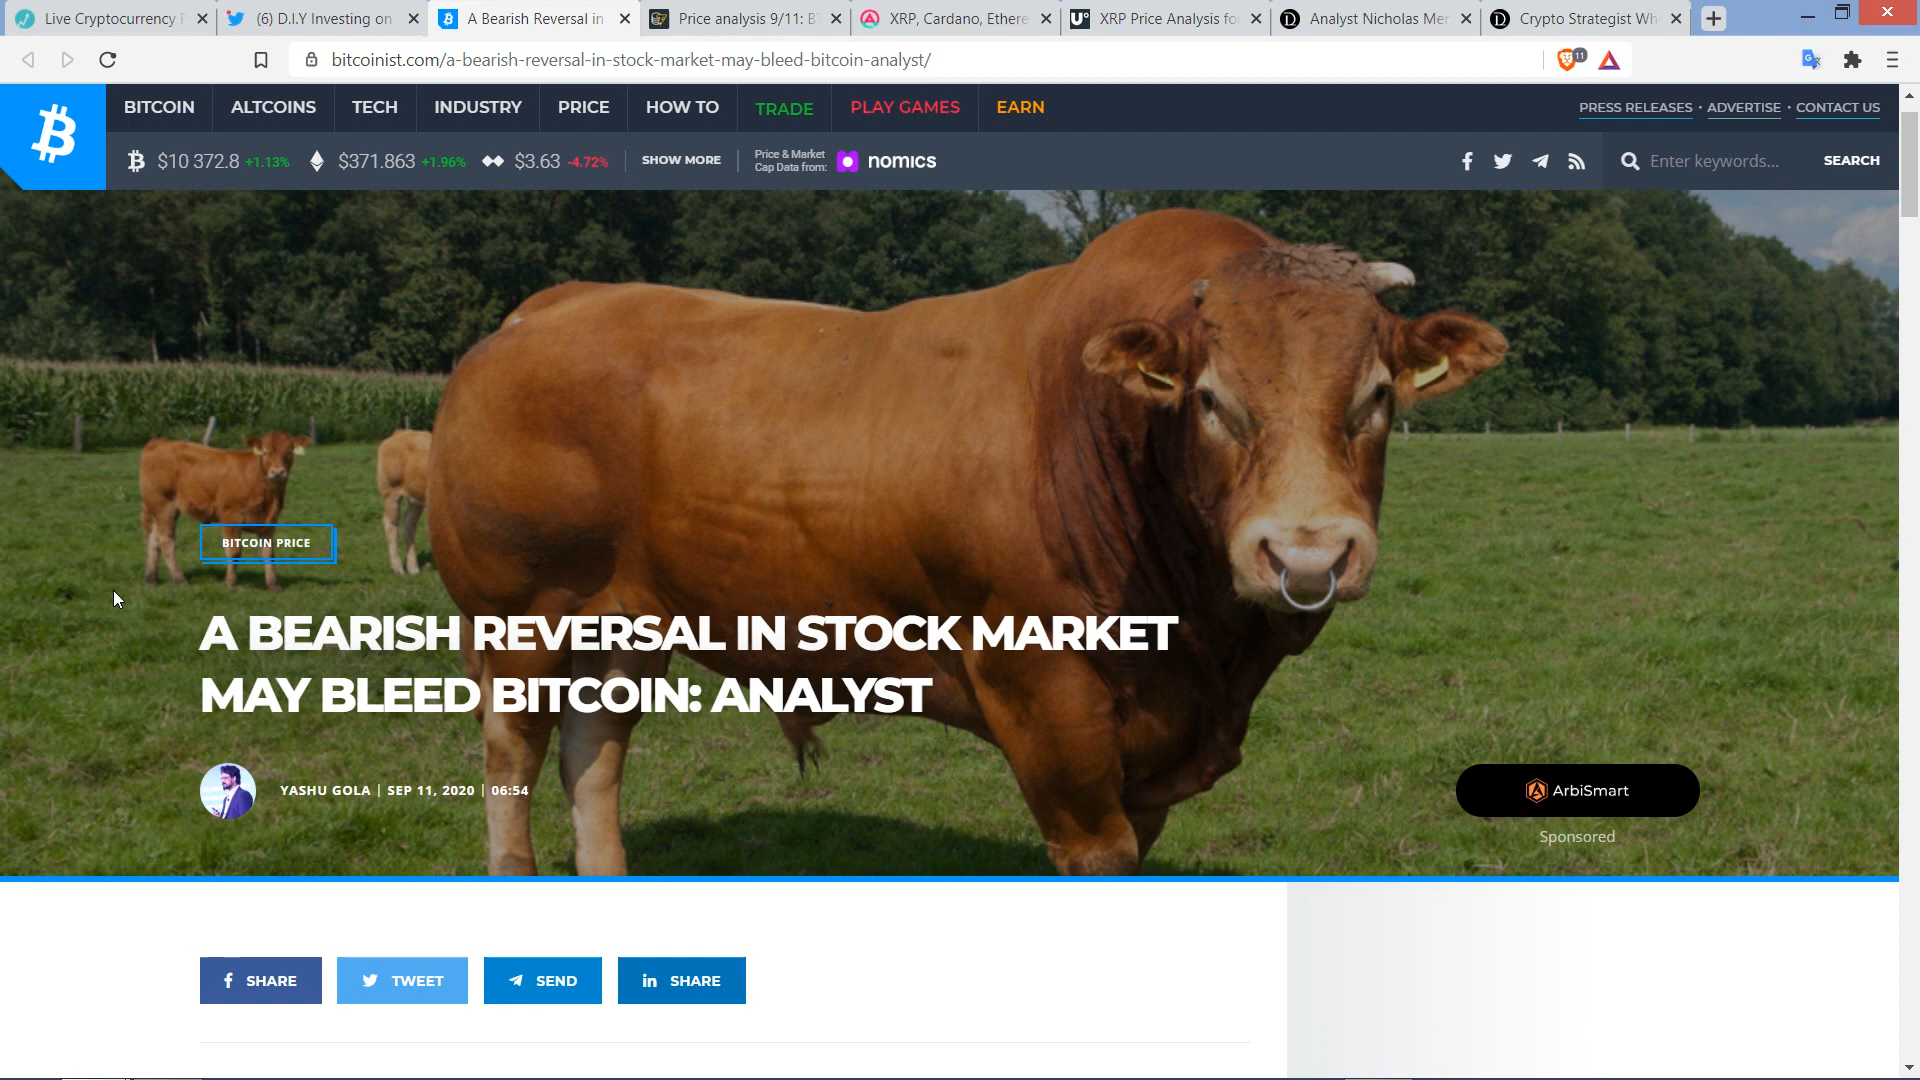 Live Cryptocurrency P
(6) D.I.Y Investing on
A Bearish Reversal in
Price analysis 9/11: BT
XRP, Cardano, Ethere
XRP Price Analysis fo
Analyst Nicholas Mer
Crypto Strategist Wh
bitcoinist.com/a-bearish-reversal-in-stock-market-may-bleed-bitcoin-analyst/
11
BITCOIN
ALTCOINS
TECH
INDUSTRY
PRICE
HOW TO
TRADE
PLAY GAMES
EARN
PRESS RELEASES · ADVERTISE · CONTACT US
$10 372.8 +1.13%
$371.863 +1.96%
$3.63 -4.72%
SHOW MORE
Price & Market
Cap Data from:
nomics
Enter keywords...
SEARCH
BITCOIN PRICE
A BEARISH REVERSAL IN STOCK MARKET
MAY BLEED BITCOIN: ANALYST
YASHU GOLA | SEP 11, 2020 | 06:54
ArbiSmart
Sponsored
SHARE
TWEET
SEND
SHARE